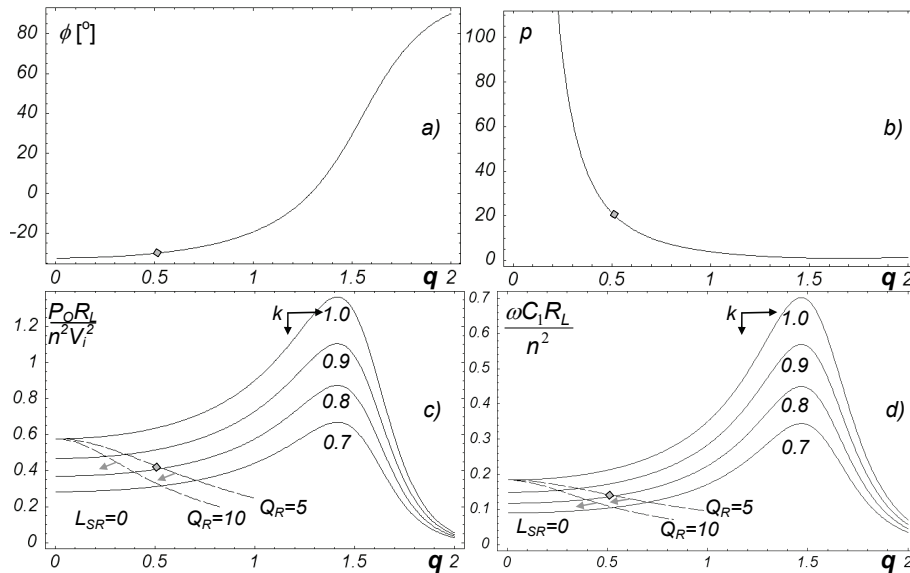 ϕ [°]
80
60
40
20
0
-20
a)
0
0.5
1
1.5
q
2
p
100
80
60
40
20
0
b)
0
0.5
1
1.5
q
2
P_O R_L
n²V_i²
1.2
1
0.8
0.6
0.4
0.2
0
k
1.0
0.9
0.8
0.7
c)
L_SR=0
Q_R=10
Q_R=5
0
0.5
1
1.5
q
2
ωC_1R_L
n²
0.7
0.6
0.5
0.4
0.3
0.2
0.1
0
k
1.0
0.9
0.8
0.7
d)
L_SR=0
Q_R=5
Q_R=10
0
0.5
1
1.5
q
2